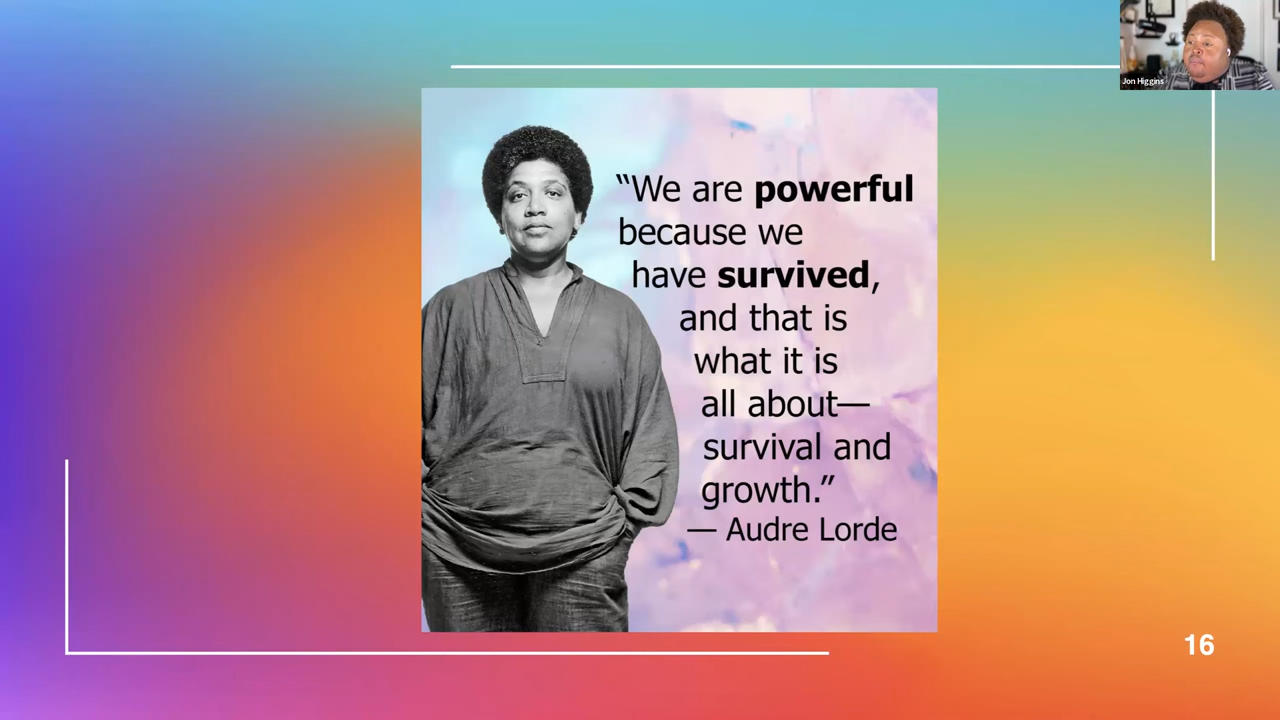 Jon Higgins
“We are powerful
because we
have survived,
and that is
what it is
all about—
survival and
growth.”
— Audre Lorde
16